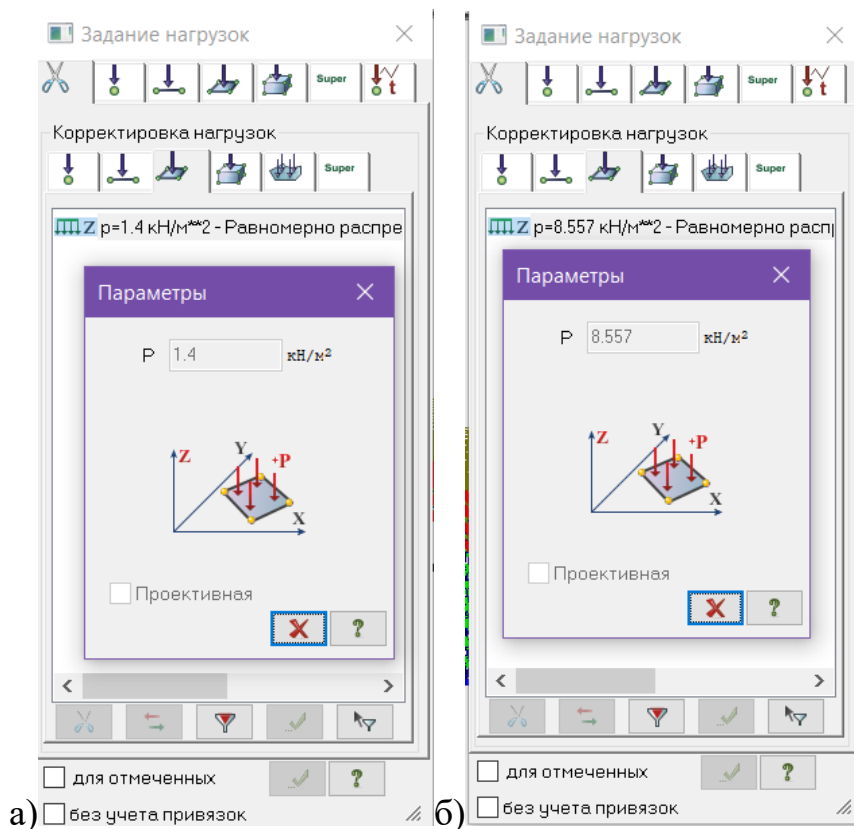 Задание нагрузок
Super
t
Корректировка нагрузок
Super
Z p=1.4 кН/м**2 - Равномерно распре
Параметры
P 1.4 кН/м²
Z
Y
+P
X
Проективная
для отмеченных
без учета привязок
а)
Задание нагрузок
Super
t
Корректировка нагрузок
Super
Z p=8.557 кН/м**2 - Равномерно расп
Параметры
P 8.557 кН/м²
Z
Y
+P
X
Проективная
для отмеченных
без учета привязок
б)